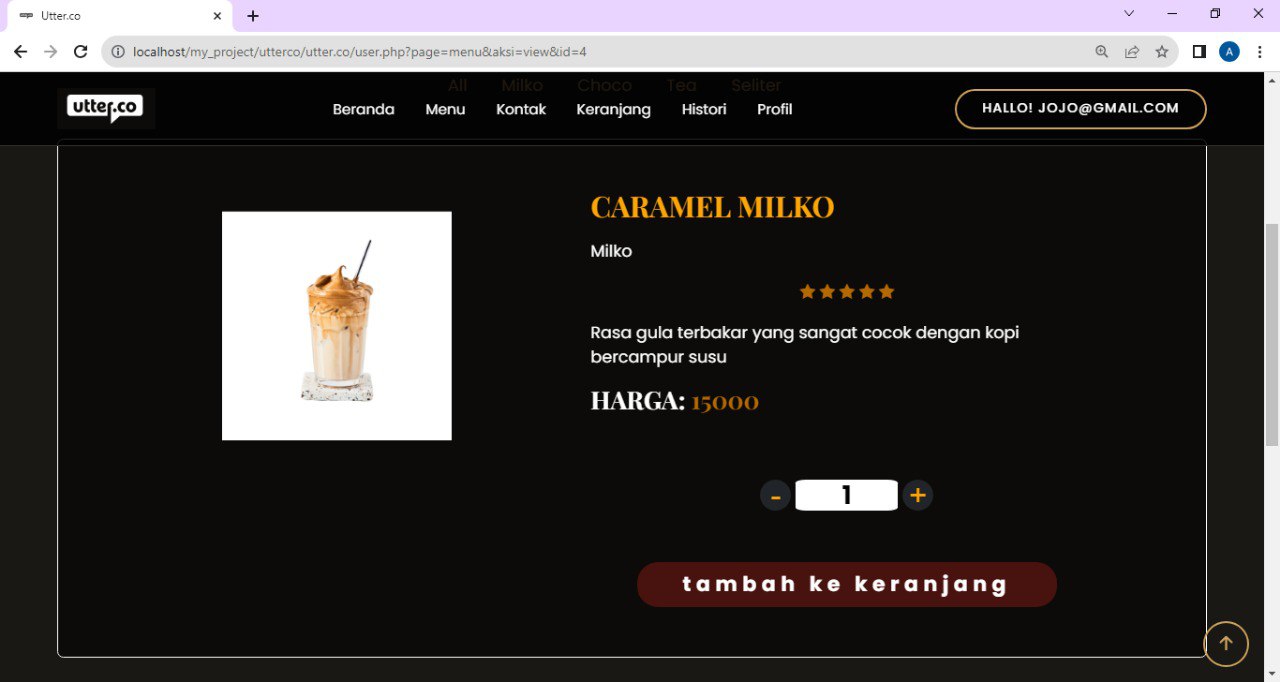 Utter.co
localhost/my_project/utterco/utter.co/user.php?page=menu&aksi=view&id=4
A
All Milko Choco Tea Seliter
utter.co
Beranda Menu Kontak Keranjang Histori Profil
HALLO! JOJO@GMAIL.COM
CARAMEL MILKO
Milko
Rasa gula terbakar yang sangat cocok dengan kopi
bercampur susu
HARGA: 15000
- 1 +
tambah ke keranjang